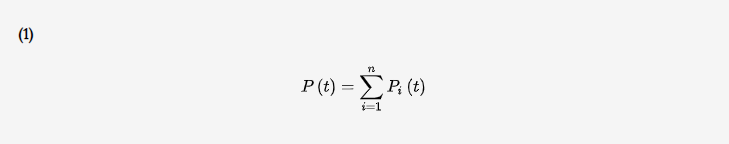 (1)
P (t) = ∑_{i=1}^{n} P_i (t)